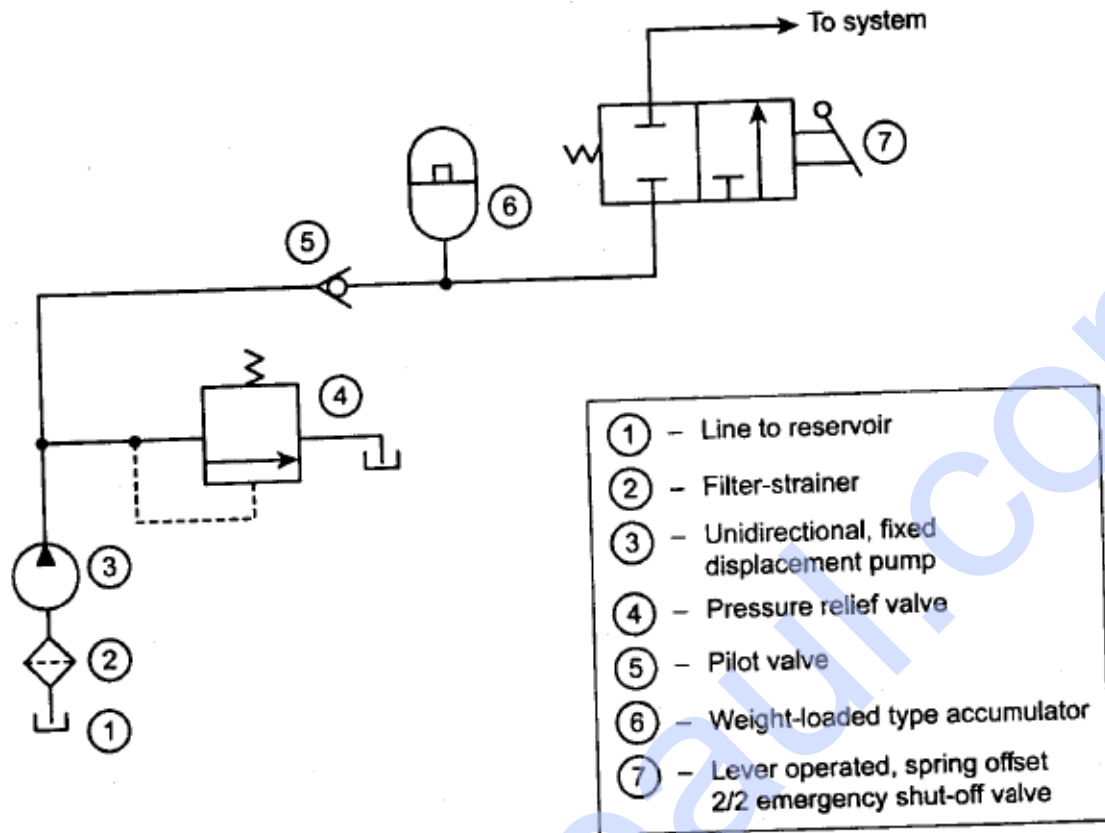 To system
7
6
5
4
3
2
1
1 – Line to reservoir
2 – Filter-strainer
3 – Unidirectional, fixed
displacement pump
4 – Pressure relief valve
5 – Pilot valve
6 – Weight-loaded type accumulator
7 – Lever operated, spring offset
2/2 emergency shut-off valve
aul.co